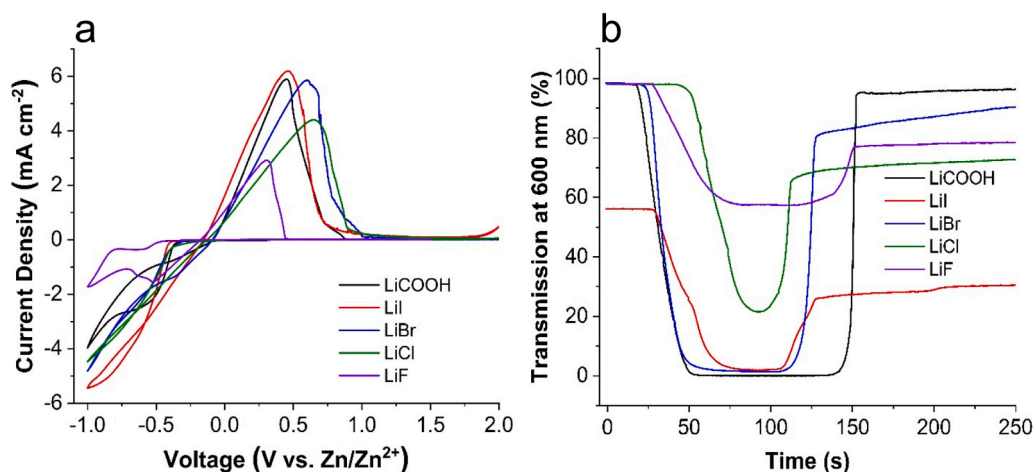 a
Current Density (mA cm⁻²)
6
4
2
0
-2
-4
-6
-1.0 -0.5 0.0 0.5 1.0 1.5 2.0
Voltage (V vs. Zn/Zn²⁺)
LiCOOH
LiI
LiBr
LiCl
LiF
b
Transmission at 600 nm (%)
100
80
60
40
20
0
0 50 100 150 200 250
Time (s)
LiCOOH
LiI
LiBr
LiCl
LiF